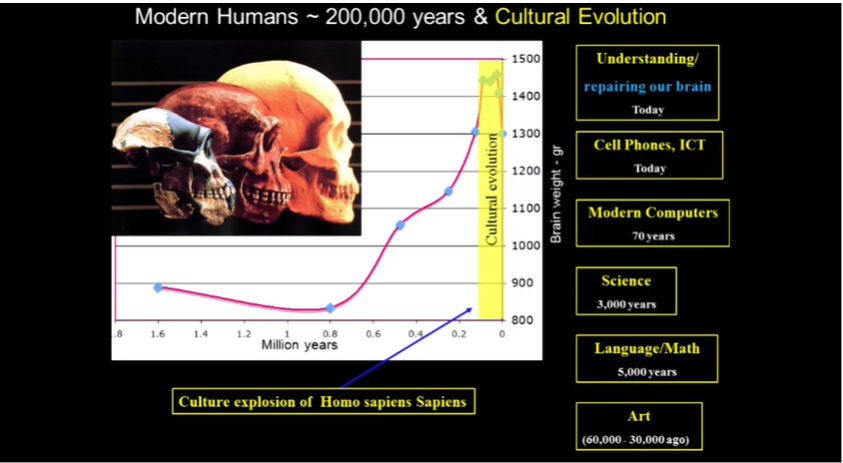 Modern Humans ~ 200,000 years & Cultural Evolution
1500
1400
1300
1200
1100
1000
900
800
Brain weight - gr
Cultural evolution
.8
1.6
1.4
1.2
1
0.8
0.6
0.4
0.2
0
Million years
Culture explosion of Homo sapiens Sapiens
Understanding/
repairing our brain
Today
Cell Phones, ICT
Today
Modern Computers
70 years
Science
3,000 years
Language/Math
5,000 years
Art
(60,000 - 30,000 ago)